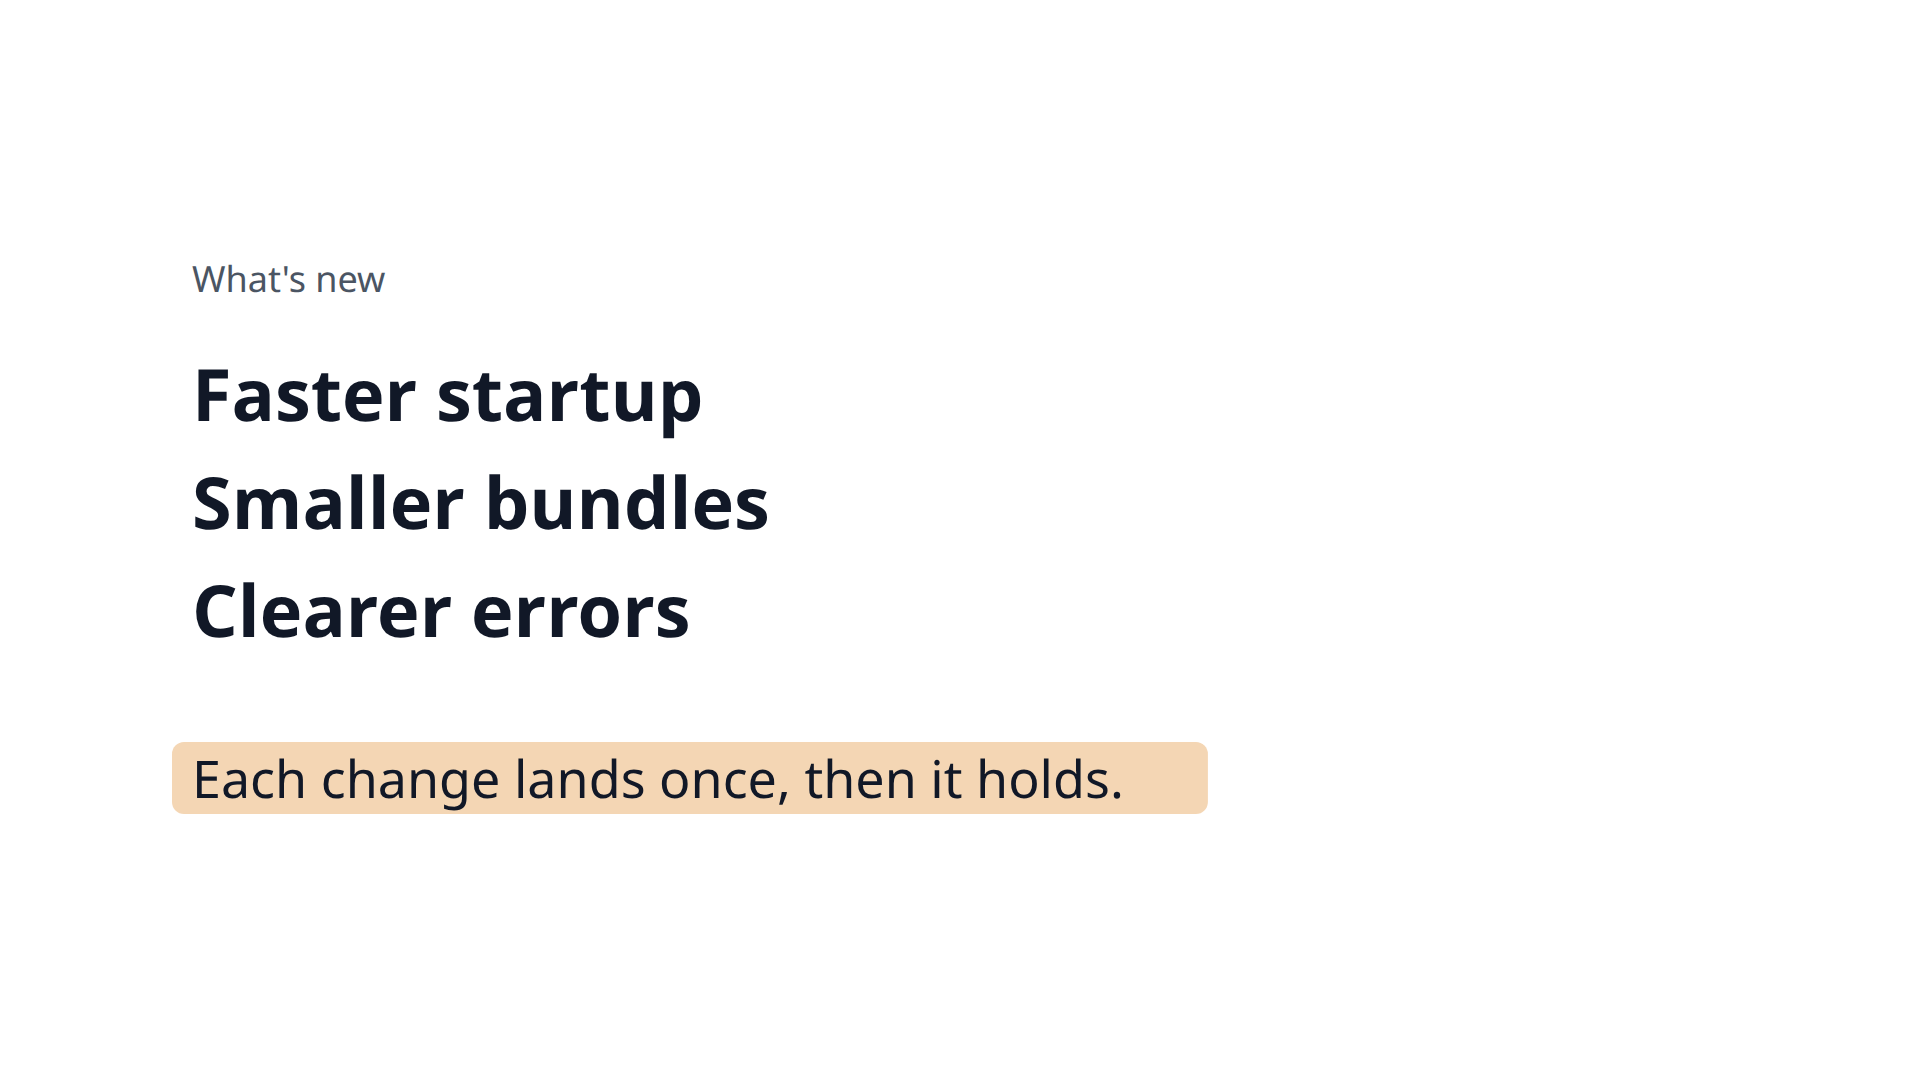 What's new
Faster startup
Smaller bundles
Clearer errors
Each change lands once, then it holds.